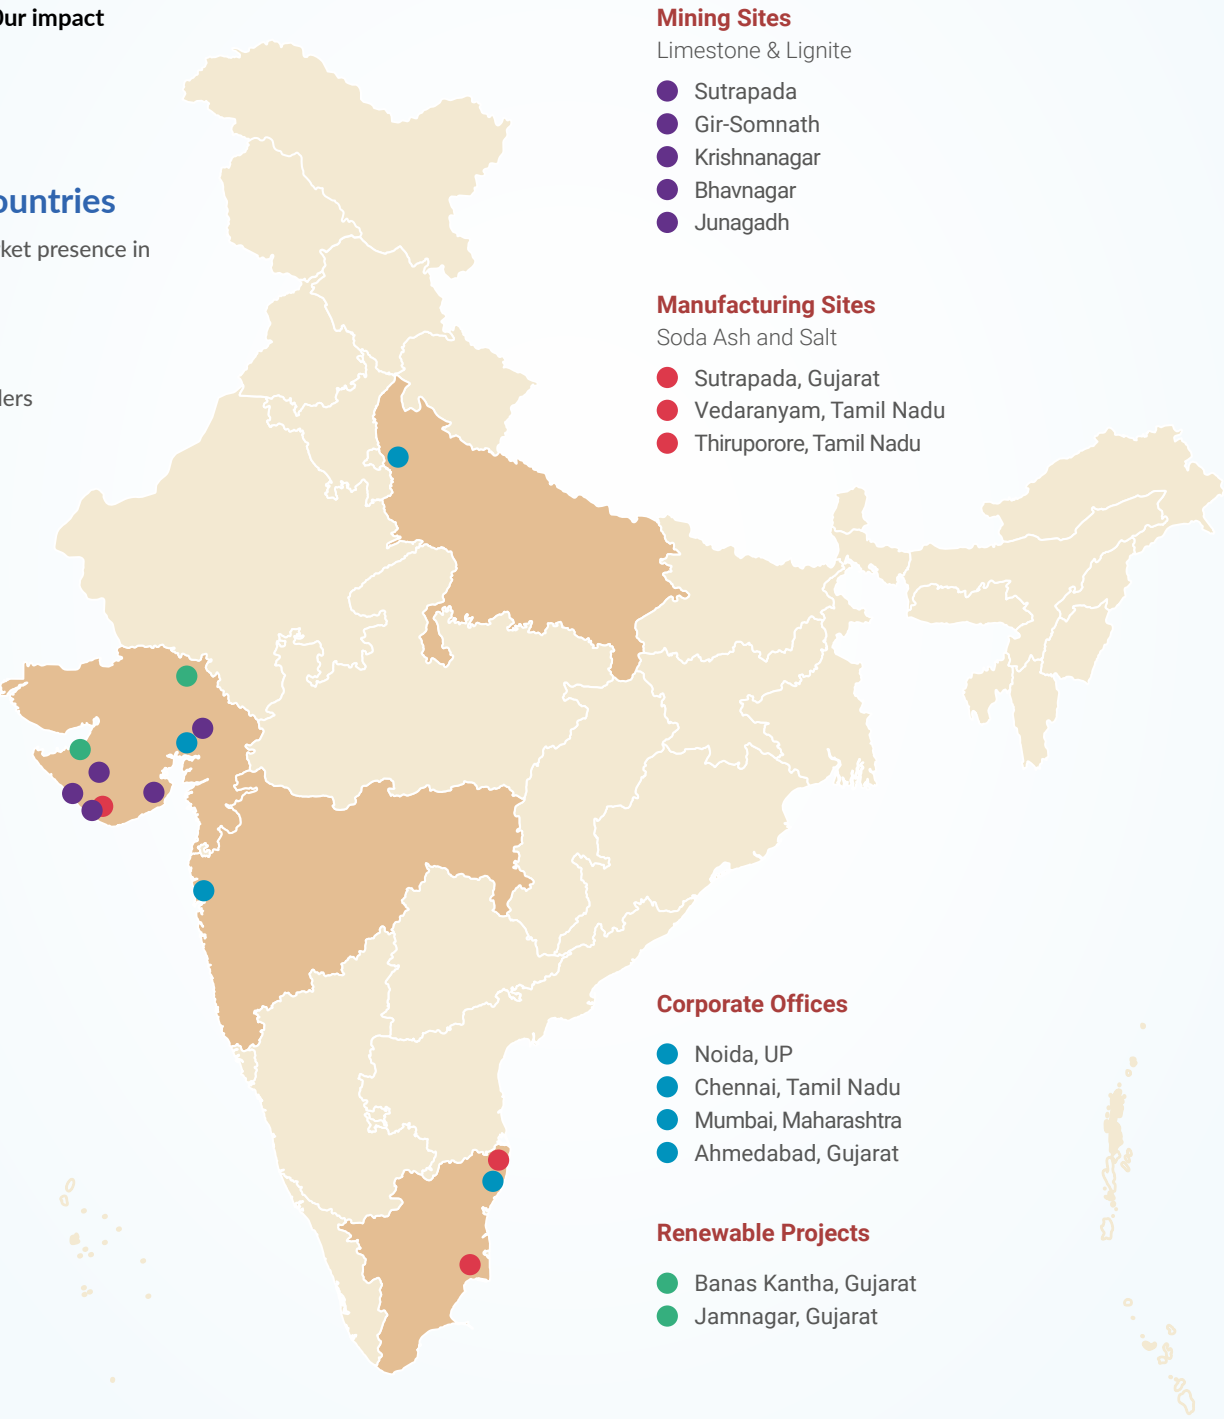 Our impact
ountries
ket presence in
ders
Mining Sites
Limestone & Lignite
Sutrapada
Gir-Somnath
Krishnanagar
Bhavnagar
Junagadh
Manufacturing Sites
Soda Ash and Salt
Sutrapada, Gujarat
Vedaranyam, Tamil Nadu
Thiruporore, Tamil Nadu
Corporate Offices
Noida, UP
Chennai, Tamil Nadu
Mumbai, Maharashtra
Ahmedabad, Gujarat
Renewable Projects
Banas Kantha, Gujarat
Jamnagar, Gujarat